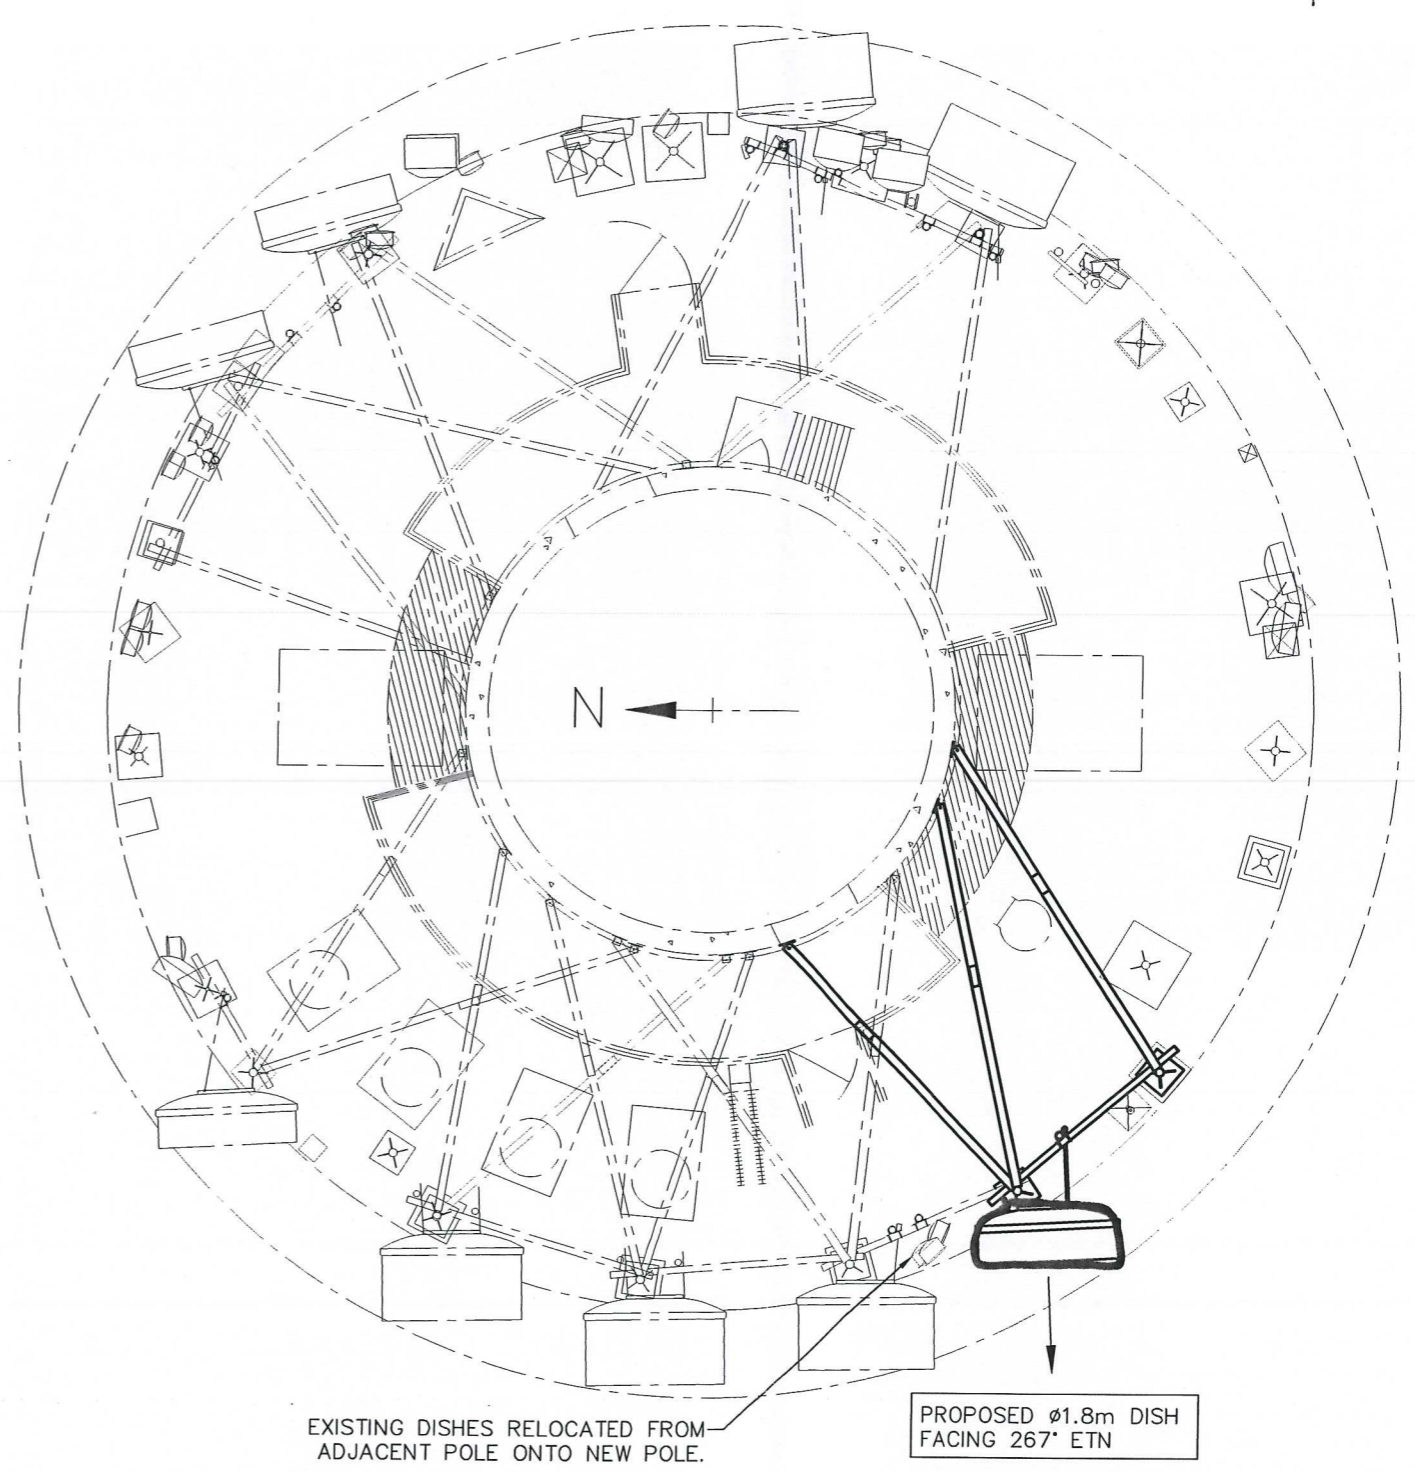 N
EXISTING DISHES RELOCATED FROM
ADJACENT POLE ONTO NEW POLE.
PROPOSED ø1.8m DISH
FACING 267° ETN